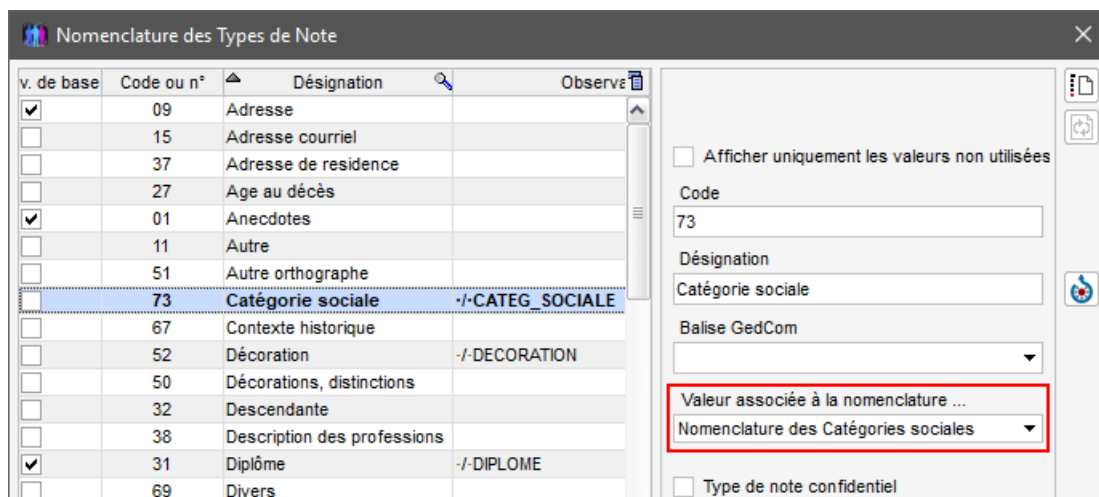 Nomenclature des Types de Note
v. de base Code ou n° Désignation Observa
09 Adresse
15 Adresse courriel
37 Adresse de residence
27 Age au décès
01 Anecdotes
11 Autre
51 Autre orthographe
73 Catégorie sociale -/-CATEG_SOCIALE
67 Contexte historique
52 Décoration -/-DECORATION
50 Décorations, distinctions
32 Descendante
38 Description des professions
31 Diplôme -/-DIPLOME
69 Divers
Afficher uniquement les valeurs non utilisées
Code
73
Désignation
Catégorie sociale
Balise GedCom
Valeur associée à la nomenclature ...
Nomenclature des Catégories sociales
Type de note confidentiel